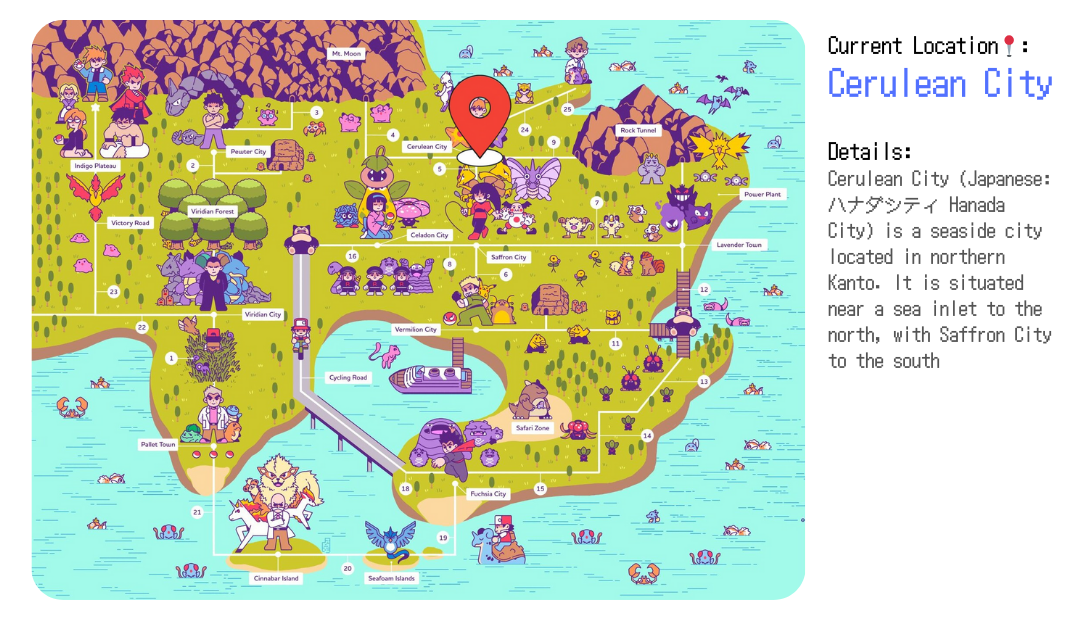 Current Location📍:
Cerulean City
Details:
Cerulean City (Japanese:
ハナダシティ Hanada
City) is a seaside city
located in northern
Kanto. It is situated
near a sea inlet to the
north, with Saffron City
to the south
Mt. Moon
25
3
24
Rock Tunnel
4
Cerulean City
9
Pewter City
2
5
Indigo Plateau
Power Plant
7
Viridian Forest
Victory Road
Celadon City
Lavender Town
16
Saffron City
8
6
23
12
Viridian City
22
Vermilion City
11
1
Cycling Road
13
Safari Zone
14
Pallet Town
18
15
Fuchsia City
21
19
20
Cinnabar Island
Seafoam Islands